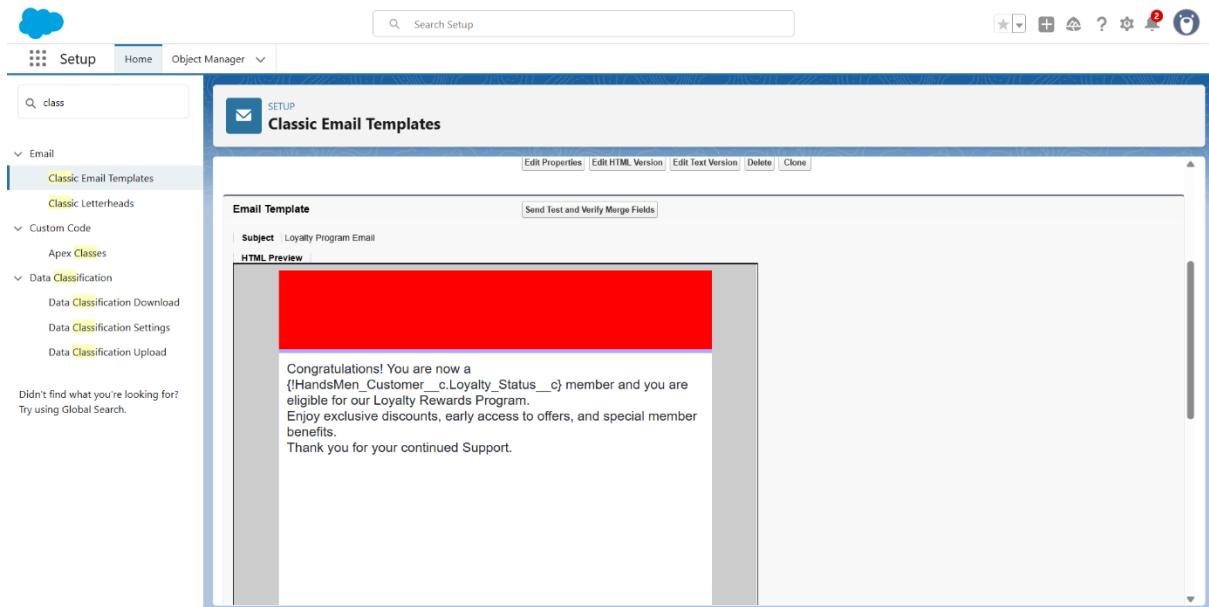 Search Setup
2
Setup
Home
Object Manager
class
SETUP
Classic Email Templates
Email
Classic Email Templates
Classic Letterheads
Custom Code
Apex Classes
Data Classification
Data Classification Download
Data Classification Settings
Data Classification Upload
Didn't find what you're looking for?
Try using Global Search.
Edit Properties Edit HTML Version Edit Text Version Delete Clone
Email Template
Send Test and Verify Merge Fields
Subject Loyalty Program Email
HTML Preview
Congratulations! You are now a
{!HandsMen_Customer__c.Loyalty_Status__c} member and you are
eligible for our Loyalty Rewards Program.
Enjoy exclusive discounts, early access to offers, and special member
benefits.
Thank you for your continued Support.